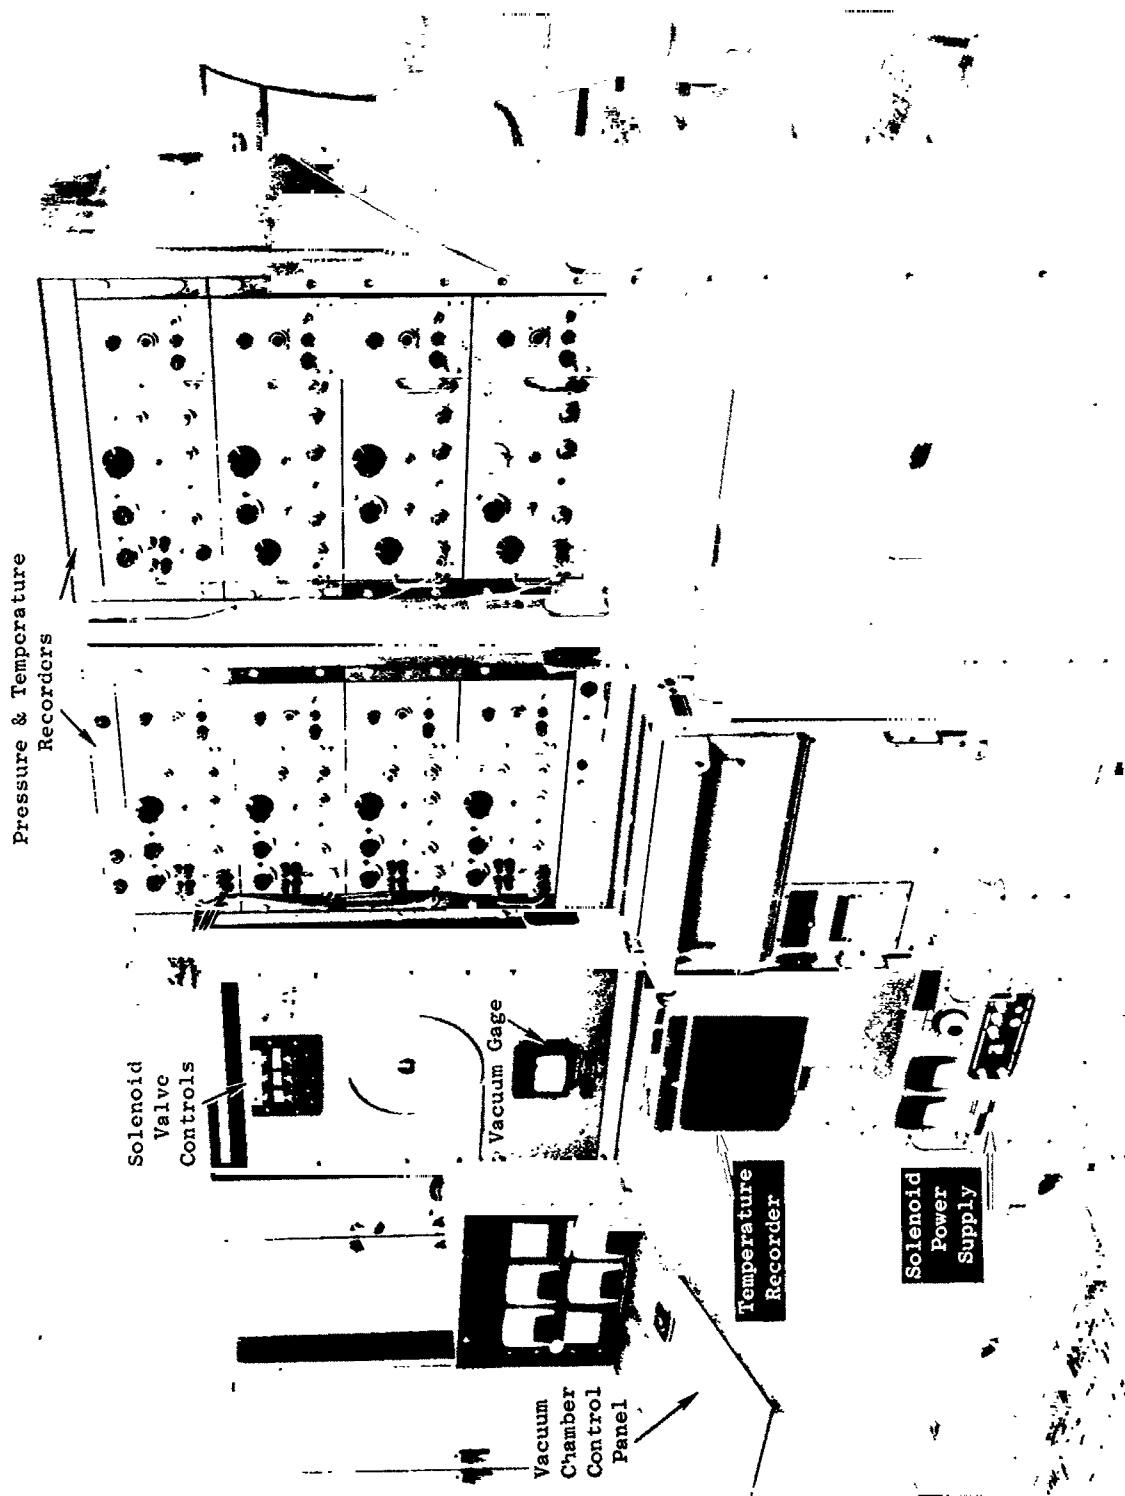 Pressure & Temperature
Recorders
Solenoid
Valve
Controls
Vacuum Gage
Vacuum
Chamber
Control
Panel
Temperature
Recorder
Solenoid
Power
Supply